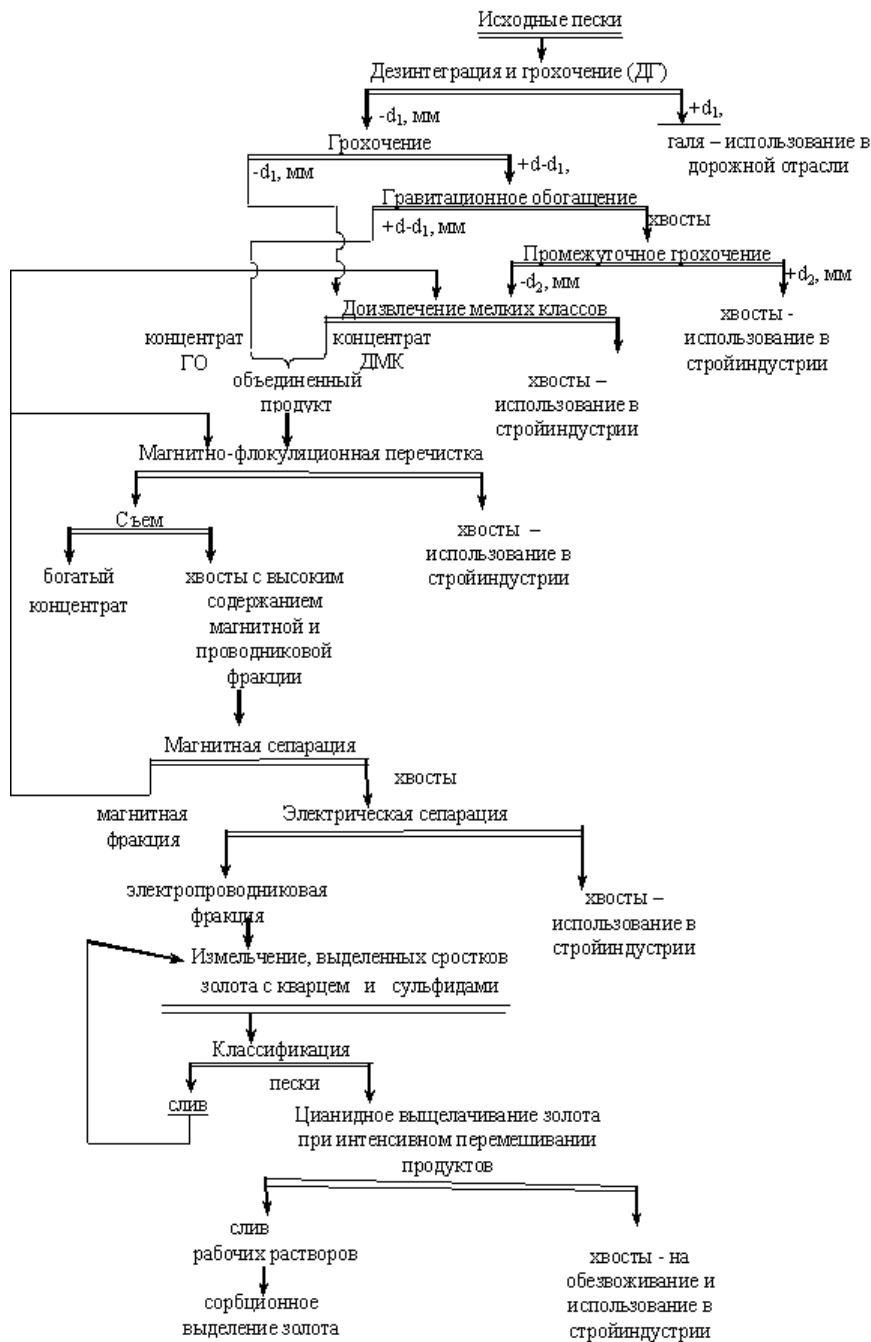 Исходные пески
Дезинтеграция и грохочение (ДГ)
-d1, мм
+d1,
Грохочение
галя – использование в
дорожной отрасли
-d1, мм
+d-d1,
Гравитационное обогащение
+d-d1, мм
хвосты
Промежуточное грохочение
-d2, мм
+d2, мм
Доизвлечение мелких классов
хвосты -
использование в
стройиндустрии
концентрат
ГО
концентрат
ДМК
объединенный
продукт
хвосты –
использование в
стройиндустрии
Магнитно-флокуляционная перечистка
Съем
хвосты –
использование в
стройиндустрии
богатый
концентрат
хвосты с высоким
содержанием
магнитной и
проводниковой
фракции
Магнитная сепарация
хвосты
магнитная
фракция
Электрическая сепарация
электропроводниковая
фракция
хвосты –
использование в
стройиндустрии
Измельчение, выделенных сростков
золота с кварцем и сульфидами
Классификация
пески
слив
Цианидное выщелачивание золота
при интенсивном перемешивании
продуктов
слив
рабочих растворов
хвосты - на
обезвоживание и
использование в
стройиндустрии
сорбционное
выделение золота